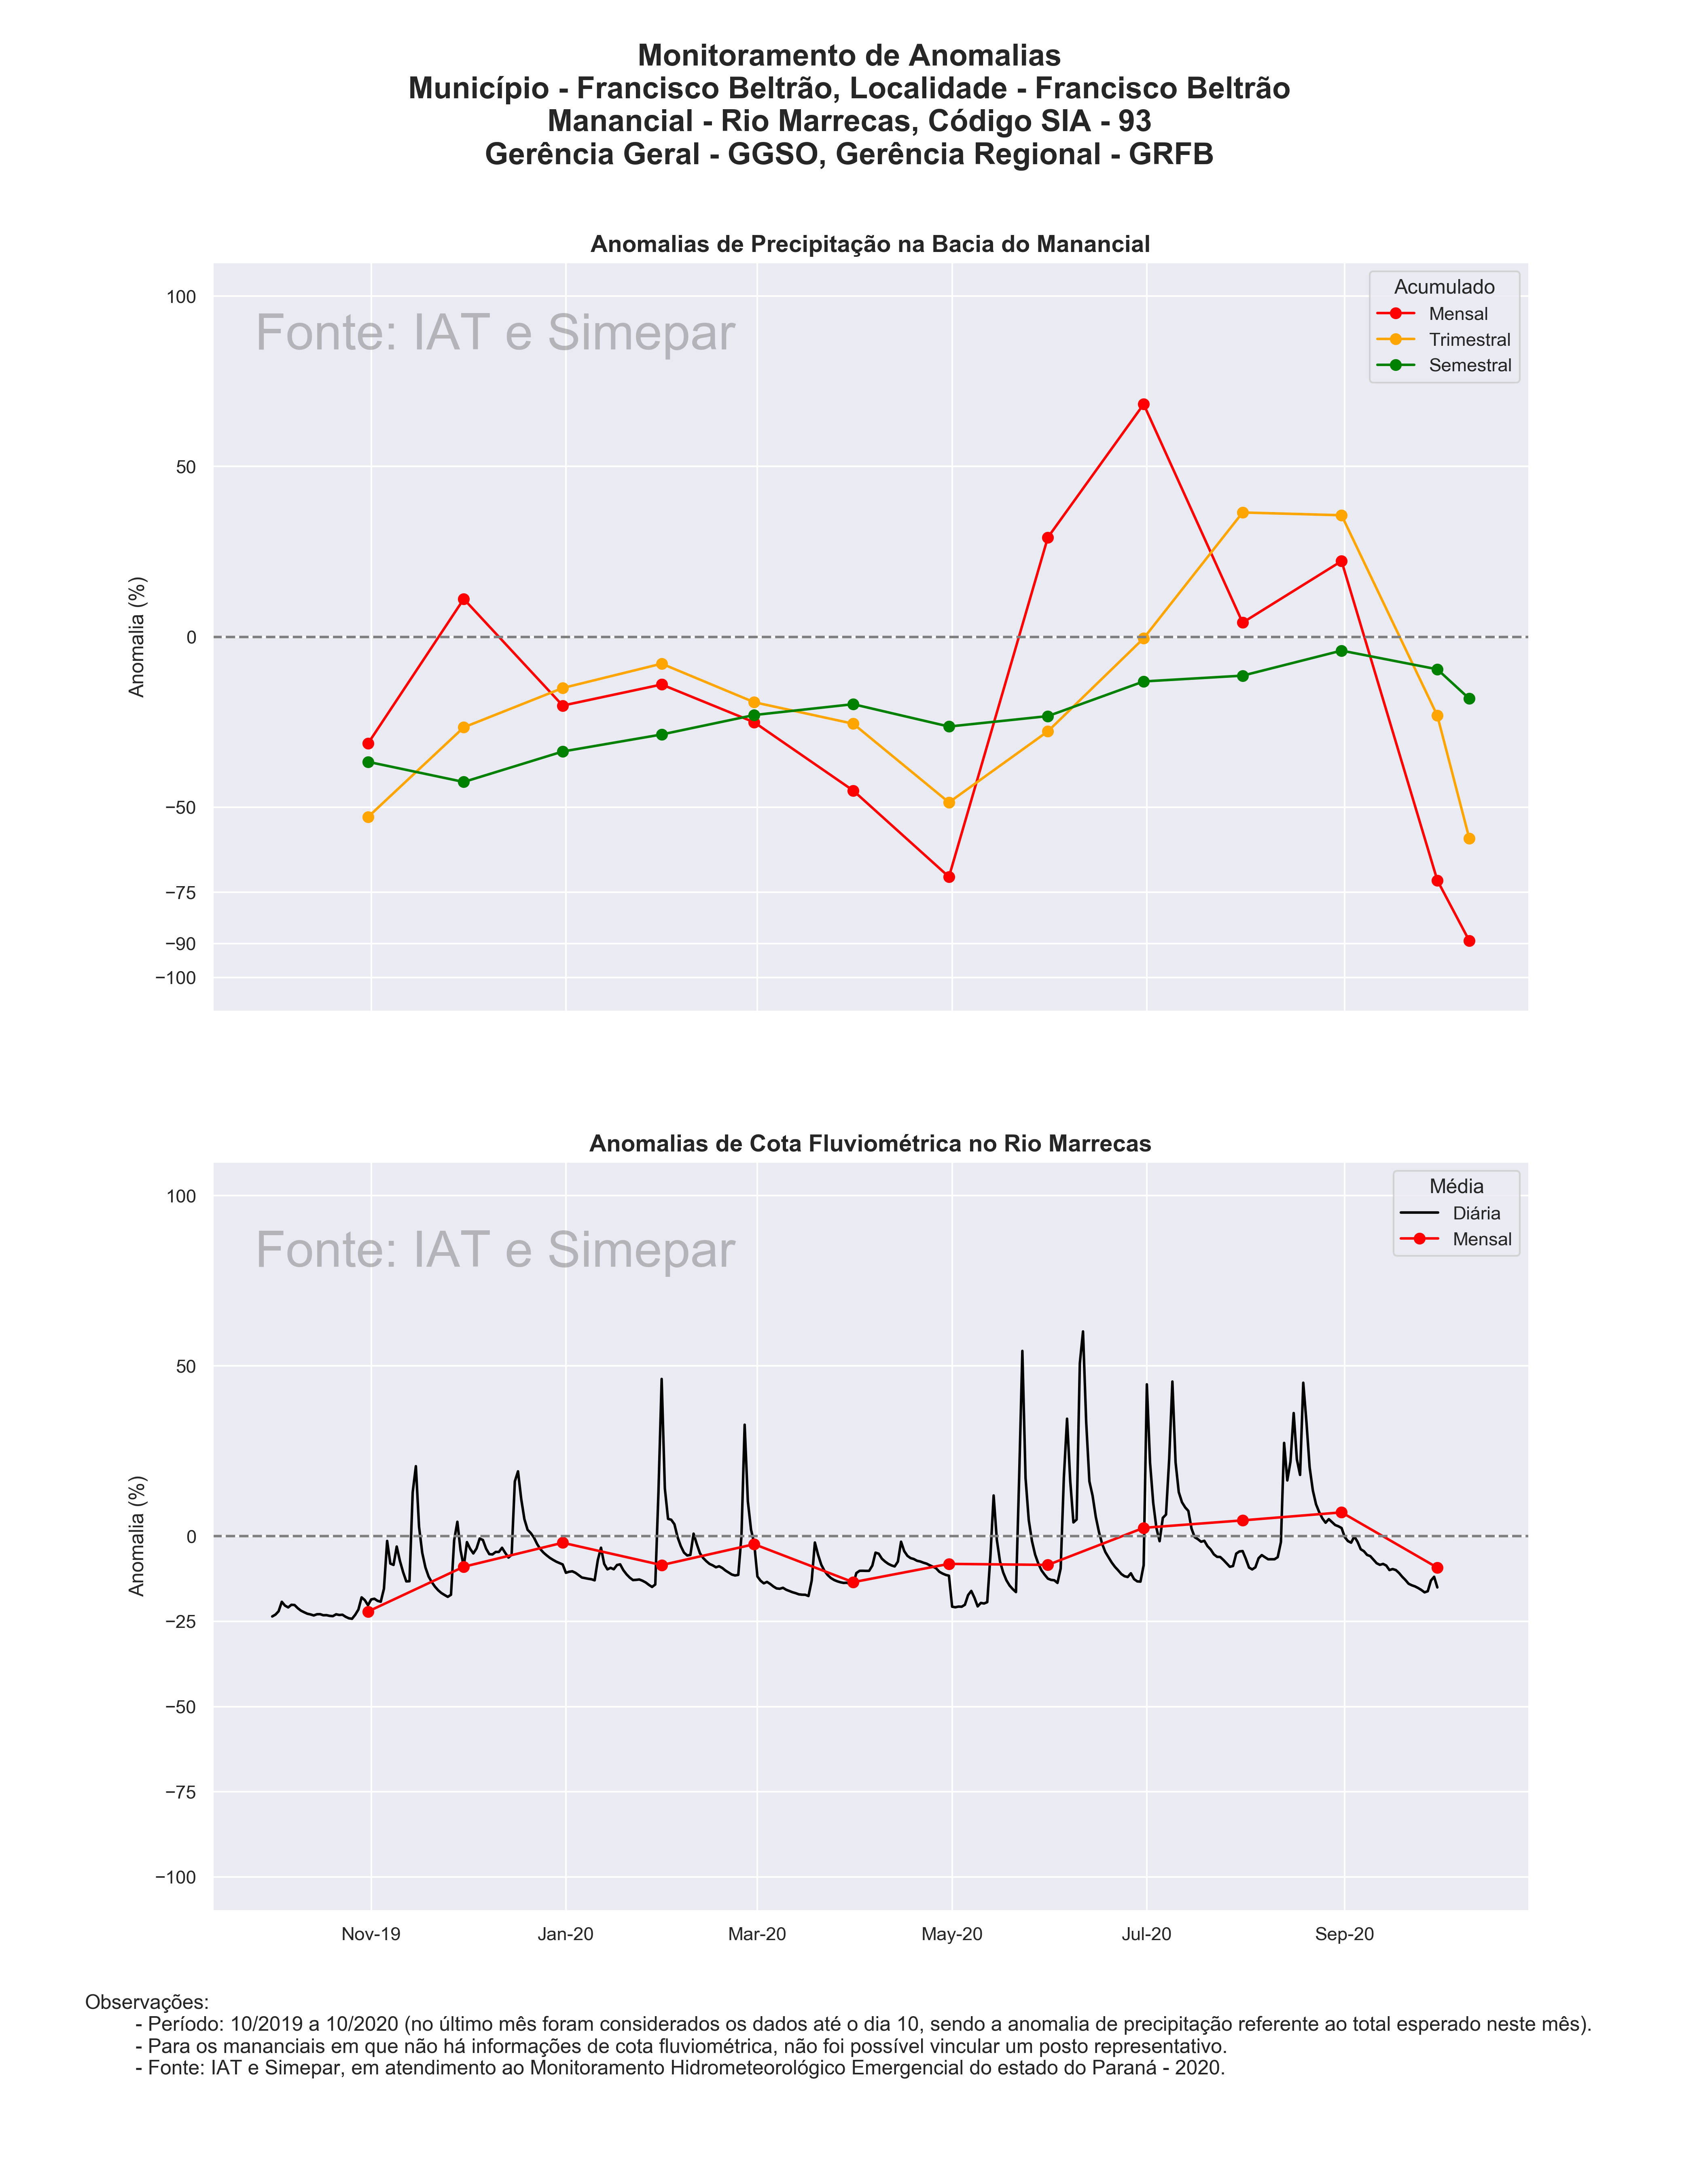 Monitoramento de Anomalias
Município - Francisco Beltrão, Localidade - Francisco Beltrão
Manancial - Rio Marrecas, Código SIA - 93
Gerência Geral - GGSO, Gerência Regional - GRFB
Anomalias de Precipitação na Bacia do Manancial
Fonte: IAT e Simepar
Acumulado
Mensal
Trimestral
Semestral
Anomalia (%)
100
50
0
−50
−75
−90
−100
Anomalias de Cota Fluviométrica no Rio Marrecas
Fonte: IAT e Simepar
Média
Diária
Mensal
Anomalia (%)
100
50
0
−25
−50
−75
−100
Nov-19 Jan-20 Mar-20 May-20 Jul-20 Sep-20
Observações:
- Período: 10/2019 a 10/2020 (no último mês foram considerados os dados até o dia 10, sendo a anomalia de precipitação referente ao total esperado neste mês).
- Para os mananciais em que não há informações de cota fluviométrica, não foi possível vincular um posto representativo.
- Fonte: IAT e Simepar, em atendimento ao Monitoramento Hidrometeorológico Emergencial do estado do Paraná - 2020.